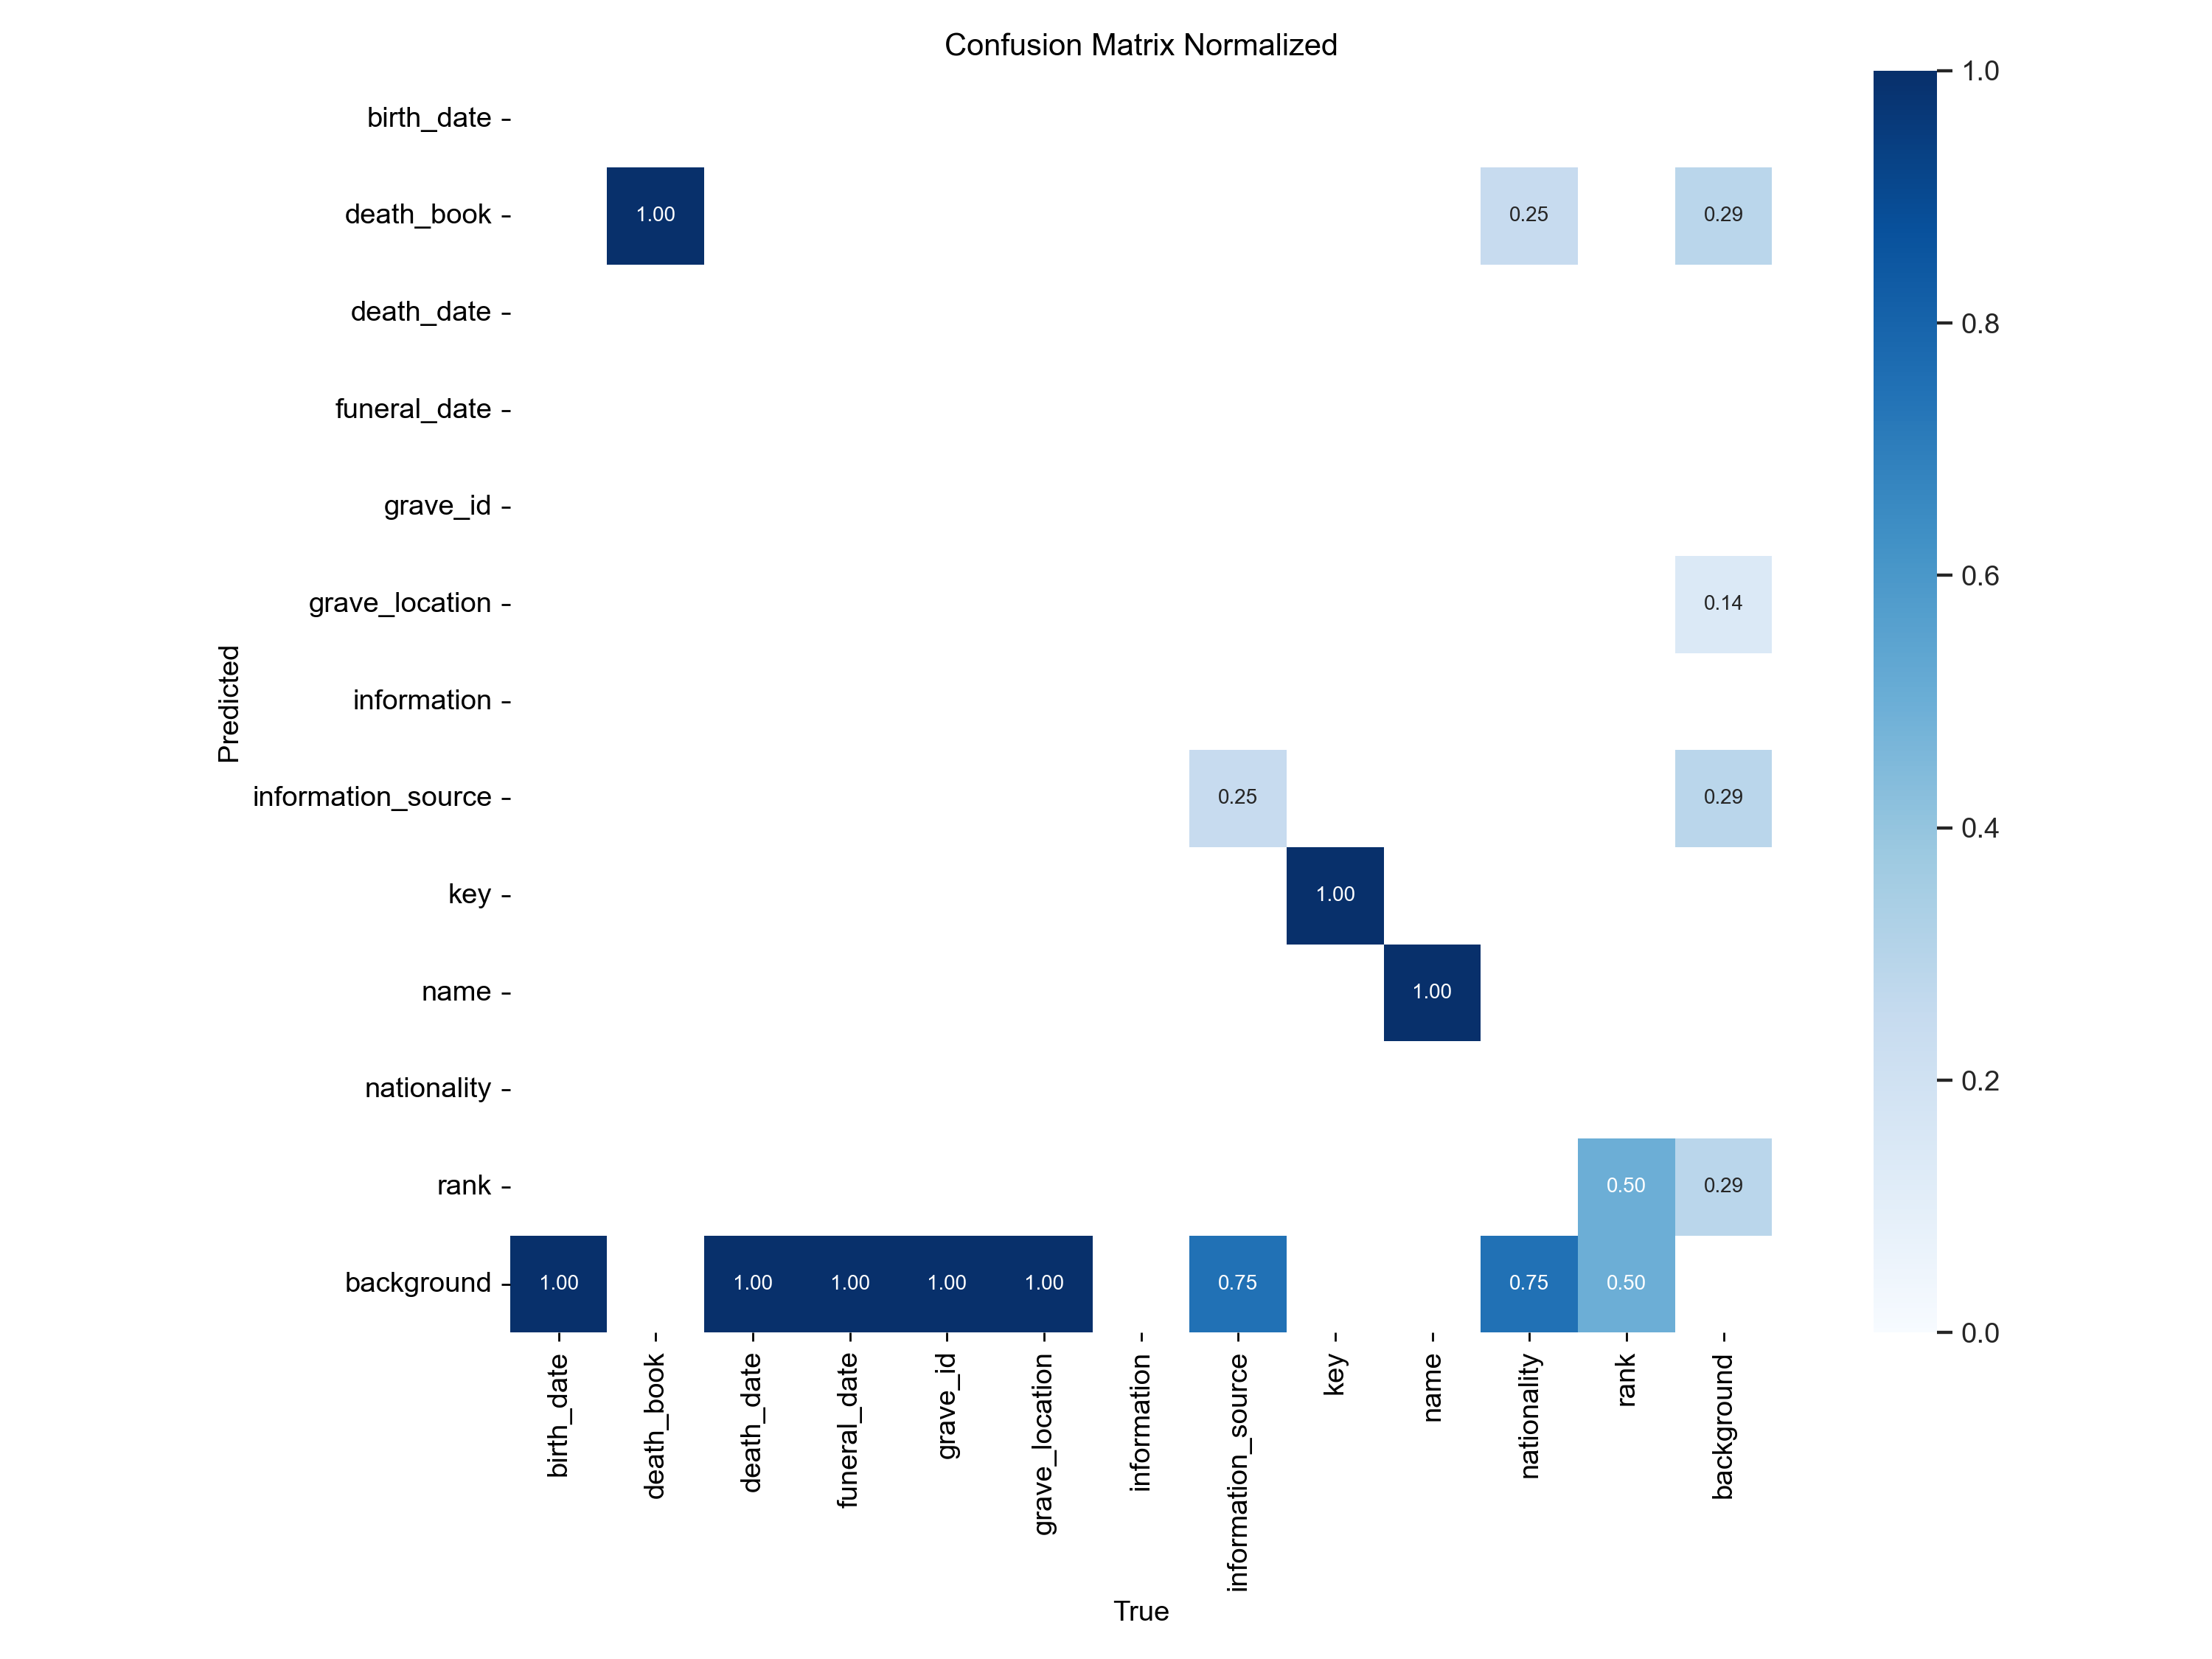 Confusion Matrix Normalized
birth_date
death_book 1.00 0.25 0.29
death_date
funeral_date
grave_id
grave_location 0.14
information
information_source 0.25 0.29
key 1.00
name 1.00
nationality
rank 0.50 0.29
background 1.00 1.00 1.00 1.00 1.00 0.75 0.75 0.50
Predicted
birth_date death_book death_date funeral_date grave_id grave_location information information_source key name nationality rank background
True
1.0
0.8
0.6
0.4
0.2
0.0